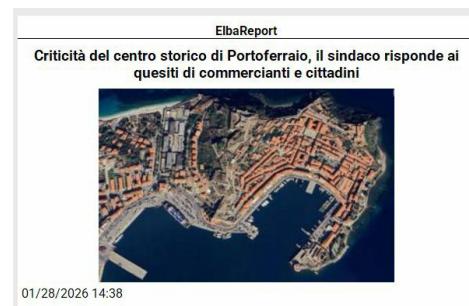 ElbaReport
Criticità del centro storico di Portoferraio, il sindaco risponde ai
quesiti di commercianti e cittadini
01/28/2026 14:38